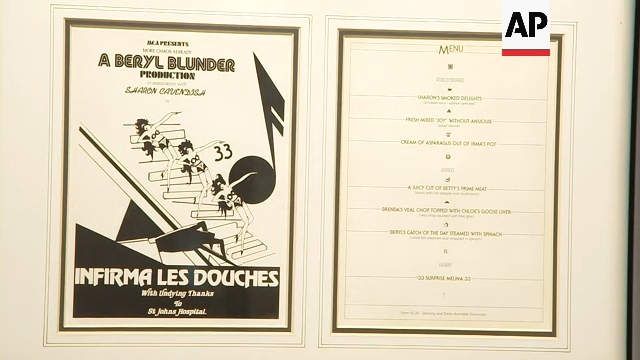 MCA PRESENTS
MORE CHAOS ALREADY
A BERYL BLUNDER
PRODUCTION
SHARON CAVENDISH
IN
33
INFIRMA LES DOUCHES
With Undying Thanks
To
St Johns Hospital.
AP
MENU
SHARON'S SMOKED DELIGHTS
FRESH MIXED "JOY" WITHOUT ANSJOUIE
CREAM OF ASPARAGUS OUT OF IRMA'S POT
A JUICY CUT OF BETTY'S PRIME MEAT
BRENDA'S VEAL CHOP TOPPED WITH CHLOE'S GOOSE LIVER
BERYL'S CATCH OF THE DAY STEAMED WITH SPINACH
33 SURPRISE MELINA 33